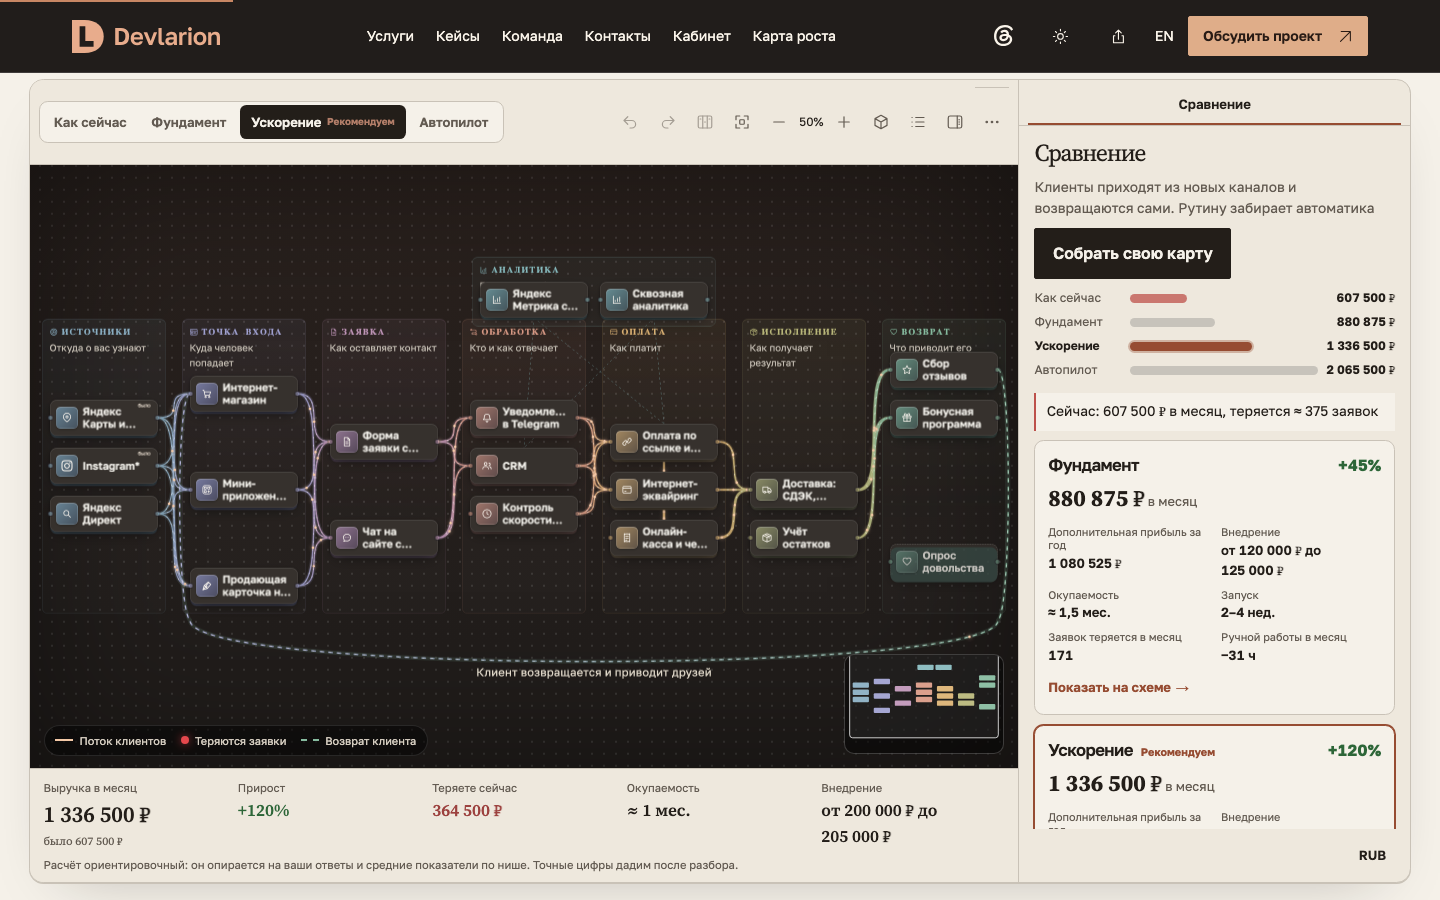 Devlarion
Услуги Кейсы Команда Контакты Кабинет Карта роста
EN Обсудить проект
Как сейчас Фундамент Ускорение Рекомендуем Автопилот
50%
АНАЛИТИКА
Яндекс
Метрика с...
Сквозная
аналитика
ИСТОЧНИКИ
Откуда о вас узнают
Яндекс
Карты и...
было
Instagram*
было
Яндекс
Директ
ТОЧКА ВХОДА
Куда человек
попадает
Интернет-
магазин
Мини-
приложен...
Продающая
карточка н...
ЗАЯВКА
Как оставляет контакт
Форма
заявки с...
Чат на
сайте с...
ОБРАБОТКА
Кто и как отвечает
Уведомле...
в Telegram
CRM
Контроль
скорости...
ОПЛАТА
Как платит
Оплата по
ссылке и...
Интернет-
эквайринг
Онлайн-
касса и че...
ИСПОЛНЕНИЕ
Как получает
результат
Доставка:
СДЭК,...
Учёт
остатков
ВОЗВРАТ
Что приводит его
Сбор
отзывов
Бонусная
программа
Опрос
довольства
Клиент возвращается и приводит друзей
Поток клиентов Теряются заявки Возврат клиента
Выручка в месяц
1 336 500 ₽
было 607 500 ₽
Прирост
+120%
Теряете сейчас
364 500 ₽
Окупаемость
≈ 1 мес.
Внедрение
от 200 000 ₽ до
205 000 ₽
Расчёт ориентировочный: он опирается на ваши ответы и средние показатели по нише. Точные цифры дадим после разбора.
Сравнение
Сравнение
Клиенты приходят из новых каналов и
возвращаются сами. Рутину забирает автоматика
Собрать свою карту
Как сейчас 607 500 ₽
Фундамент 880 875 ₽
Ускорение 1 336 500 ₽
Автопилот 2 065 500 ₽
Сейчас: 607 500 ₽ в месяц, теряется ≈ 375 заявок
Фундамент +45%
880 875 ₽ в месяц
Дополнительная прибыль за
год
1 080 525 ₽
Внедрение
от 120 000 ₽ до
125 000 ₽
Окупаемость
≈ 1,5 мес.
Запуск
2–4 нед.
Заявок теряется в месяц
171
Ручной работы в месяц
−31 ч
Показать на схеме →
Ускорение Рекомендуем +120%
1 336 500 ₽ в месяц
Дополнительная прибыль за
Внедрение
RUB